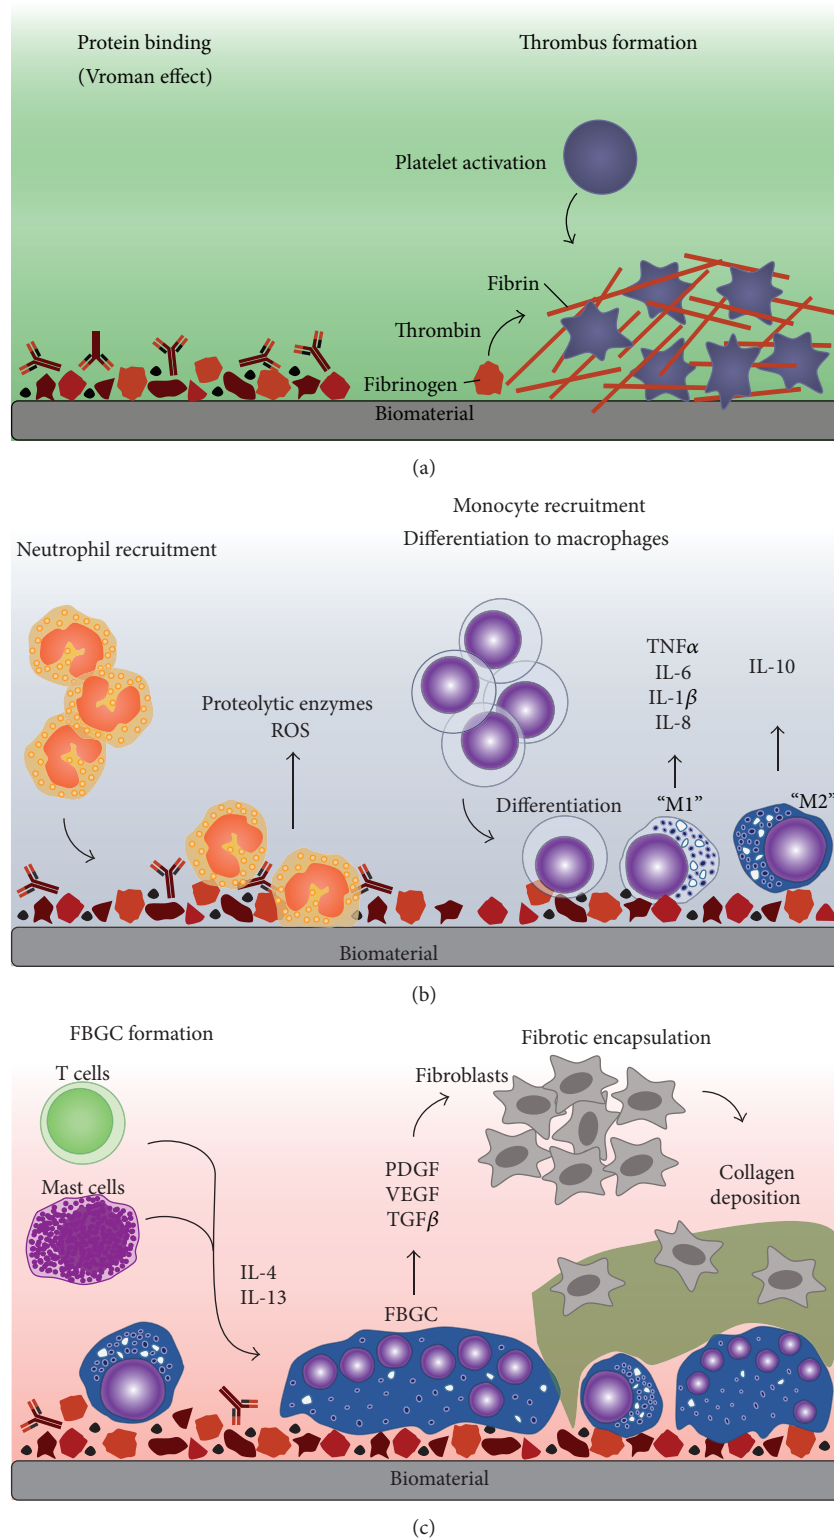 Protein binding
(Vroman effect)
Thrombus formation
Platelet activation
Fibrin
Thrombin
Fibrinogen
Biomaterial
(a)
Neutrophil recruitment
Monocyte recruitment
Differentiation to macrophages
Proteolytic enzymes
ROS
TNFα
IL-6
IL-1β
IL-8
IL-10
Differentiation
“M1”
“M2”
Biomaterial
(b)
FBGC formation
T cells
Mast cells
IL-4
IL-13
Fibrotic encapsulation
Fibroblasts
PDGF
VEGF
TGFβ
FBGC
Collagen
deposition
Biomaterial
(c)